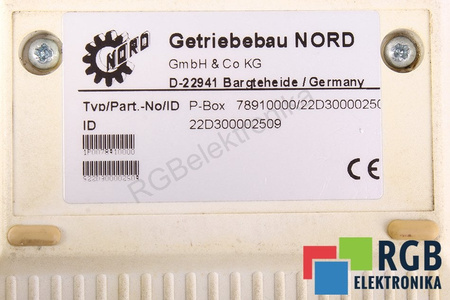 NORD
Getriebebau NORD
GmbH & Co KG
D-22941 Bargteheide / Germany
Typ/Part.-No/ID P-Box 78910000/22D30000250
ID 22D300002509
RGBelektronika
CE
RGB
ELEKTRONIKA